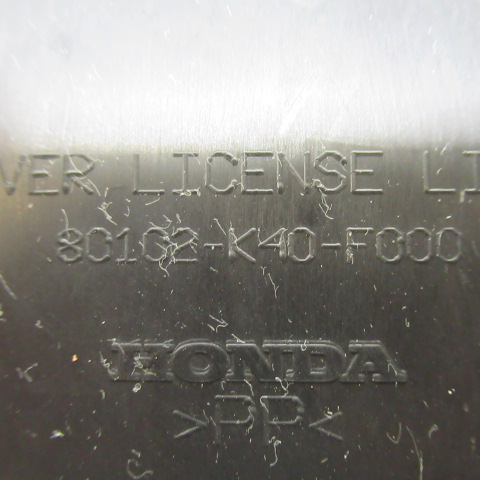 VER LICENSE LI
80102-K40-F000
HONDA
>PP<